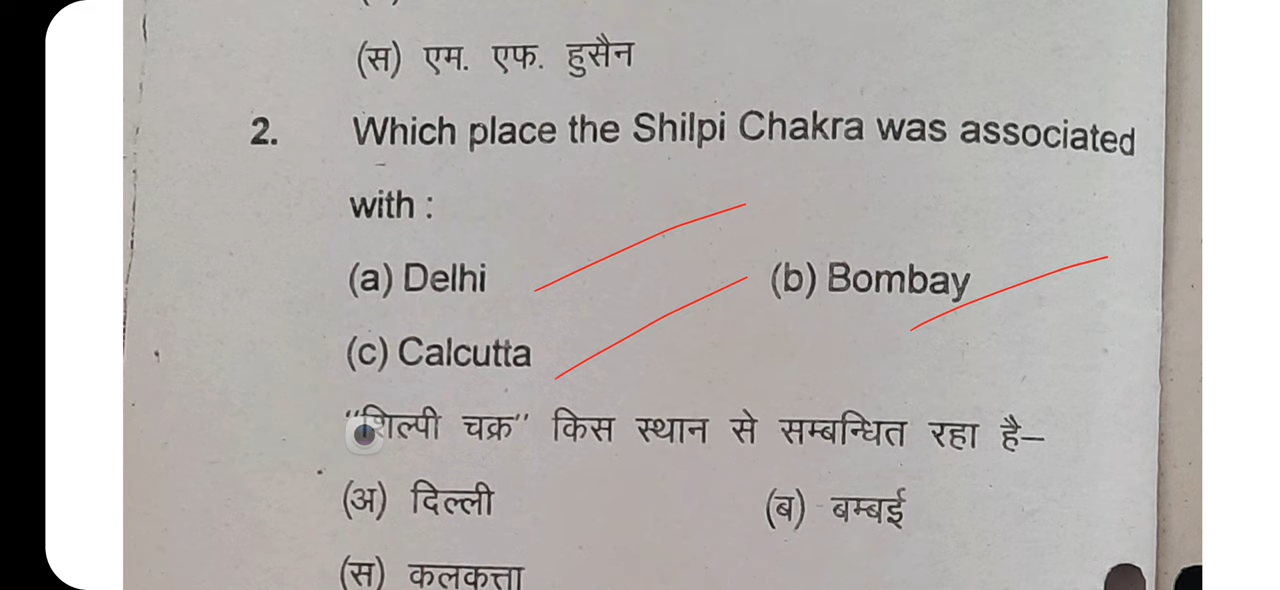 (स) एम. एफ. हुसैन
2. Which place the Shilpi Chakra was associated
with :
(a) Delhi (b) Bombay
(c) Calcutta
"शिल्पी चक्र" किस स्थान से सम्बन्धित रहा है–
(अ) दिल्ली (ब) बम्बई
(स) कलकत्ता